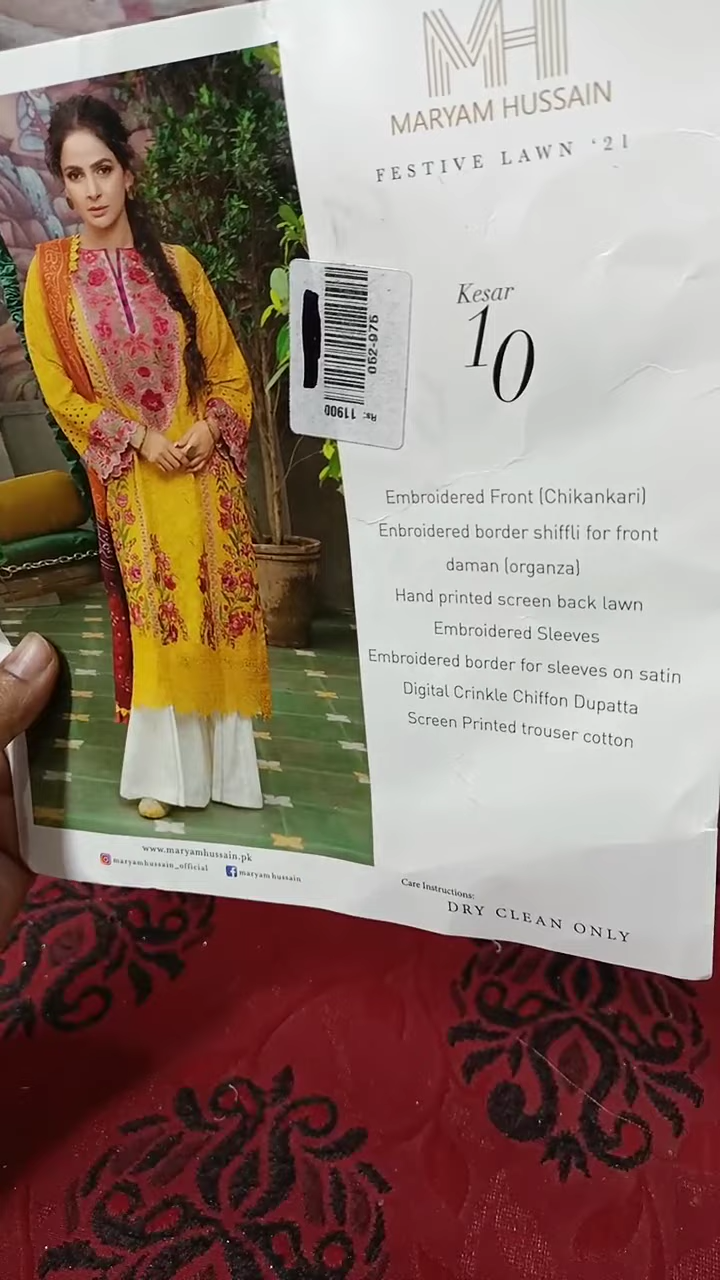 MH
MARYAM HUSSAIN
FESTIVE LAWN '21
Kesar
10
052-975
Rs: 11900
Embroidered Front (Chikankari)
Enbroidered border shiffli for front
daman (organza)
Hand printed screen back lawn
Embroidered Sleeves
Embroidered border for sleeves on satin
Digital Crinkle Chiffon Dupatta
Screen Printed trouser cotton
www.maryamhussain.pk
maryamhussain_official
maryam hussain
Care Instructions:
DRY CLEAN ONLY